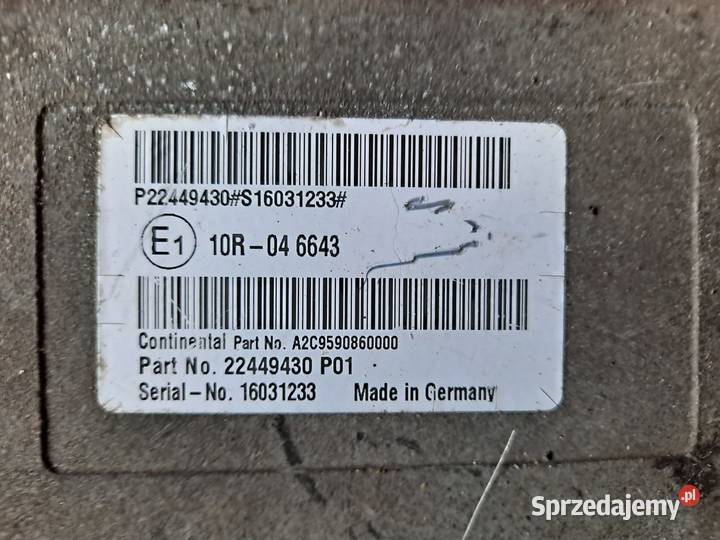 P22449430#S16031233#
E1 10R-04 6643
Continental Part No. A2C9590860000
Part No. 22449430 P01
Serial-No. 16031233 Made in Germany
Sprzedajemy.pl